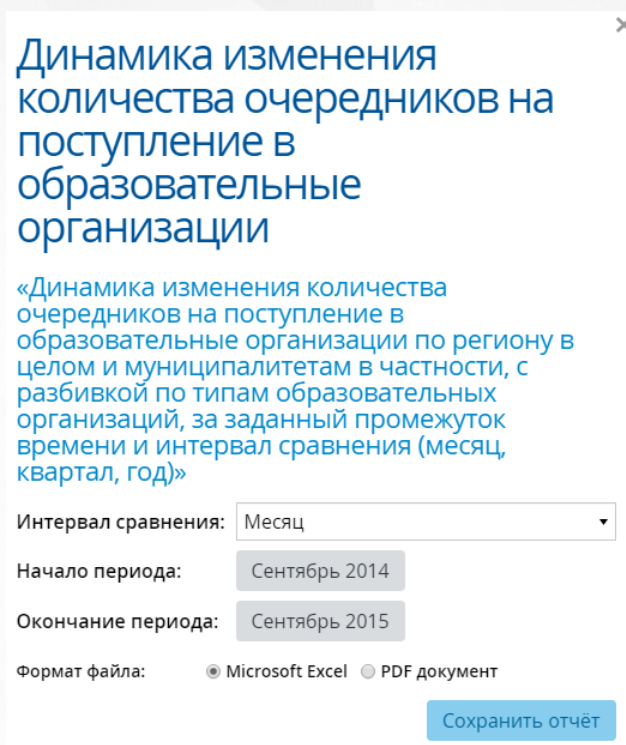 Динамика изменения
количества очередников на
поступление в
образовательные
организации
«Динамика изменения количества
очередников на поступление в
образовательные организации по региону в
целом и муниципалитетам в частности, с
разбивкой по типам образовательных
организаций, за заданный промежуток
времени и интервал сравнения (месяц,
квартал, год)»
Интервал сравнения: Месяц
Начало периода: Сентябрь 2014
Окончание периода: Сентябрь 2015
Формат файла: Microsoft Excel PDF документ
Сохранить отчёт